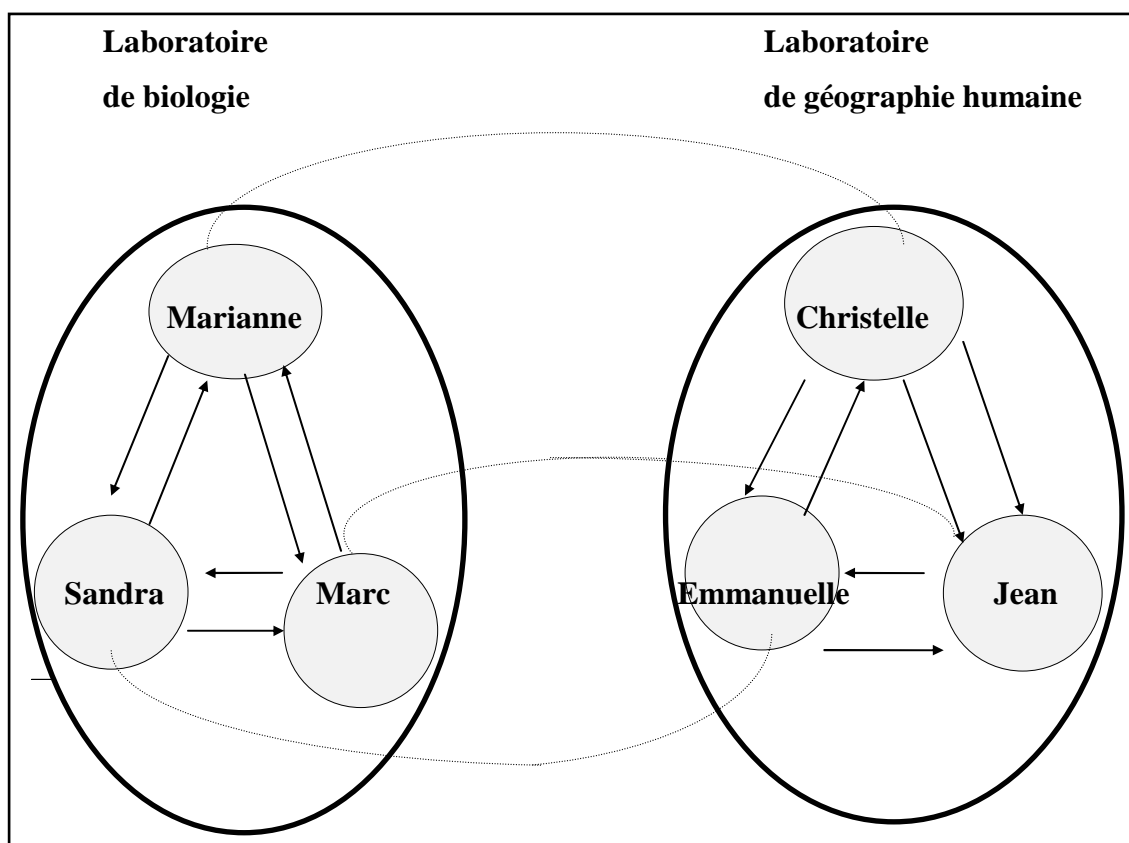 Laboratoire
de biologie
Laboratoire
de géographie humaine
Marianne
Christelle
Sandra
Marc
Emmanuelle
Jean